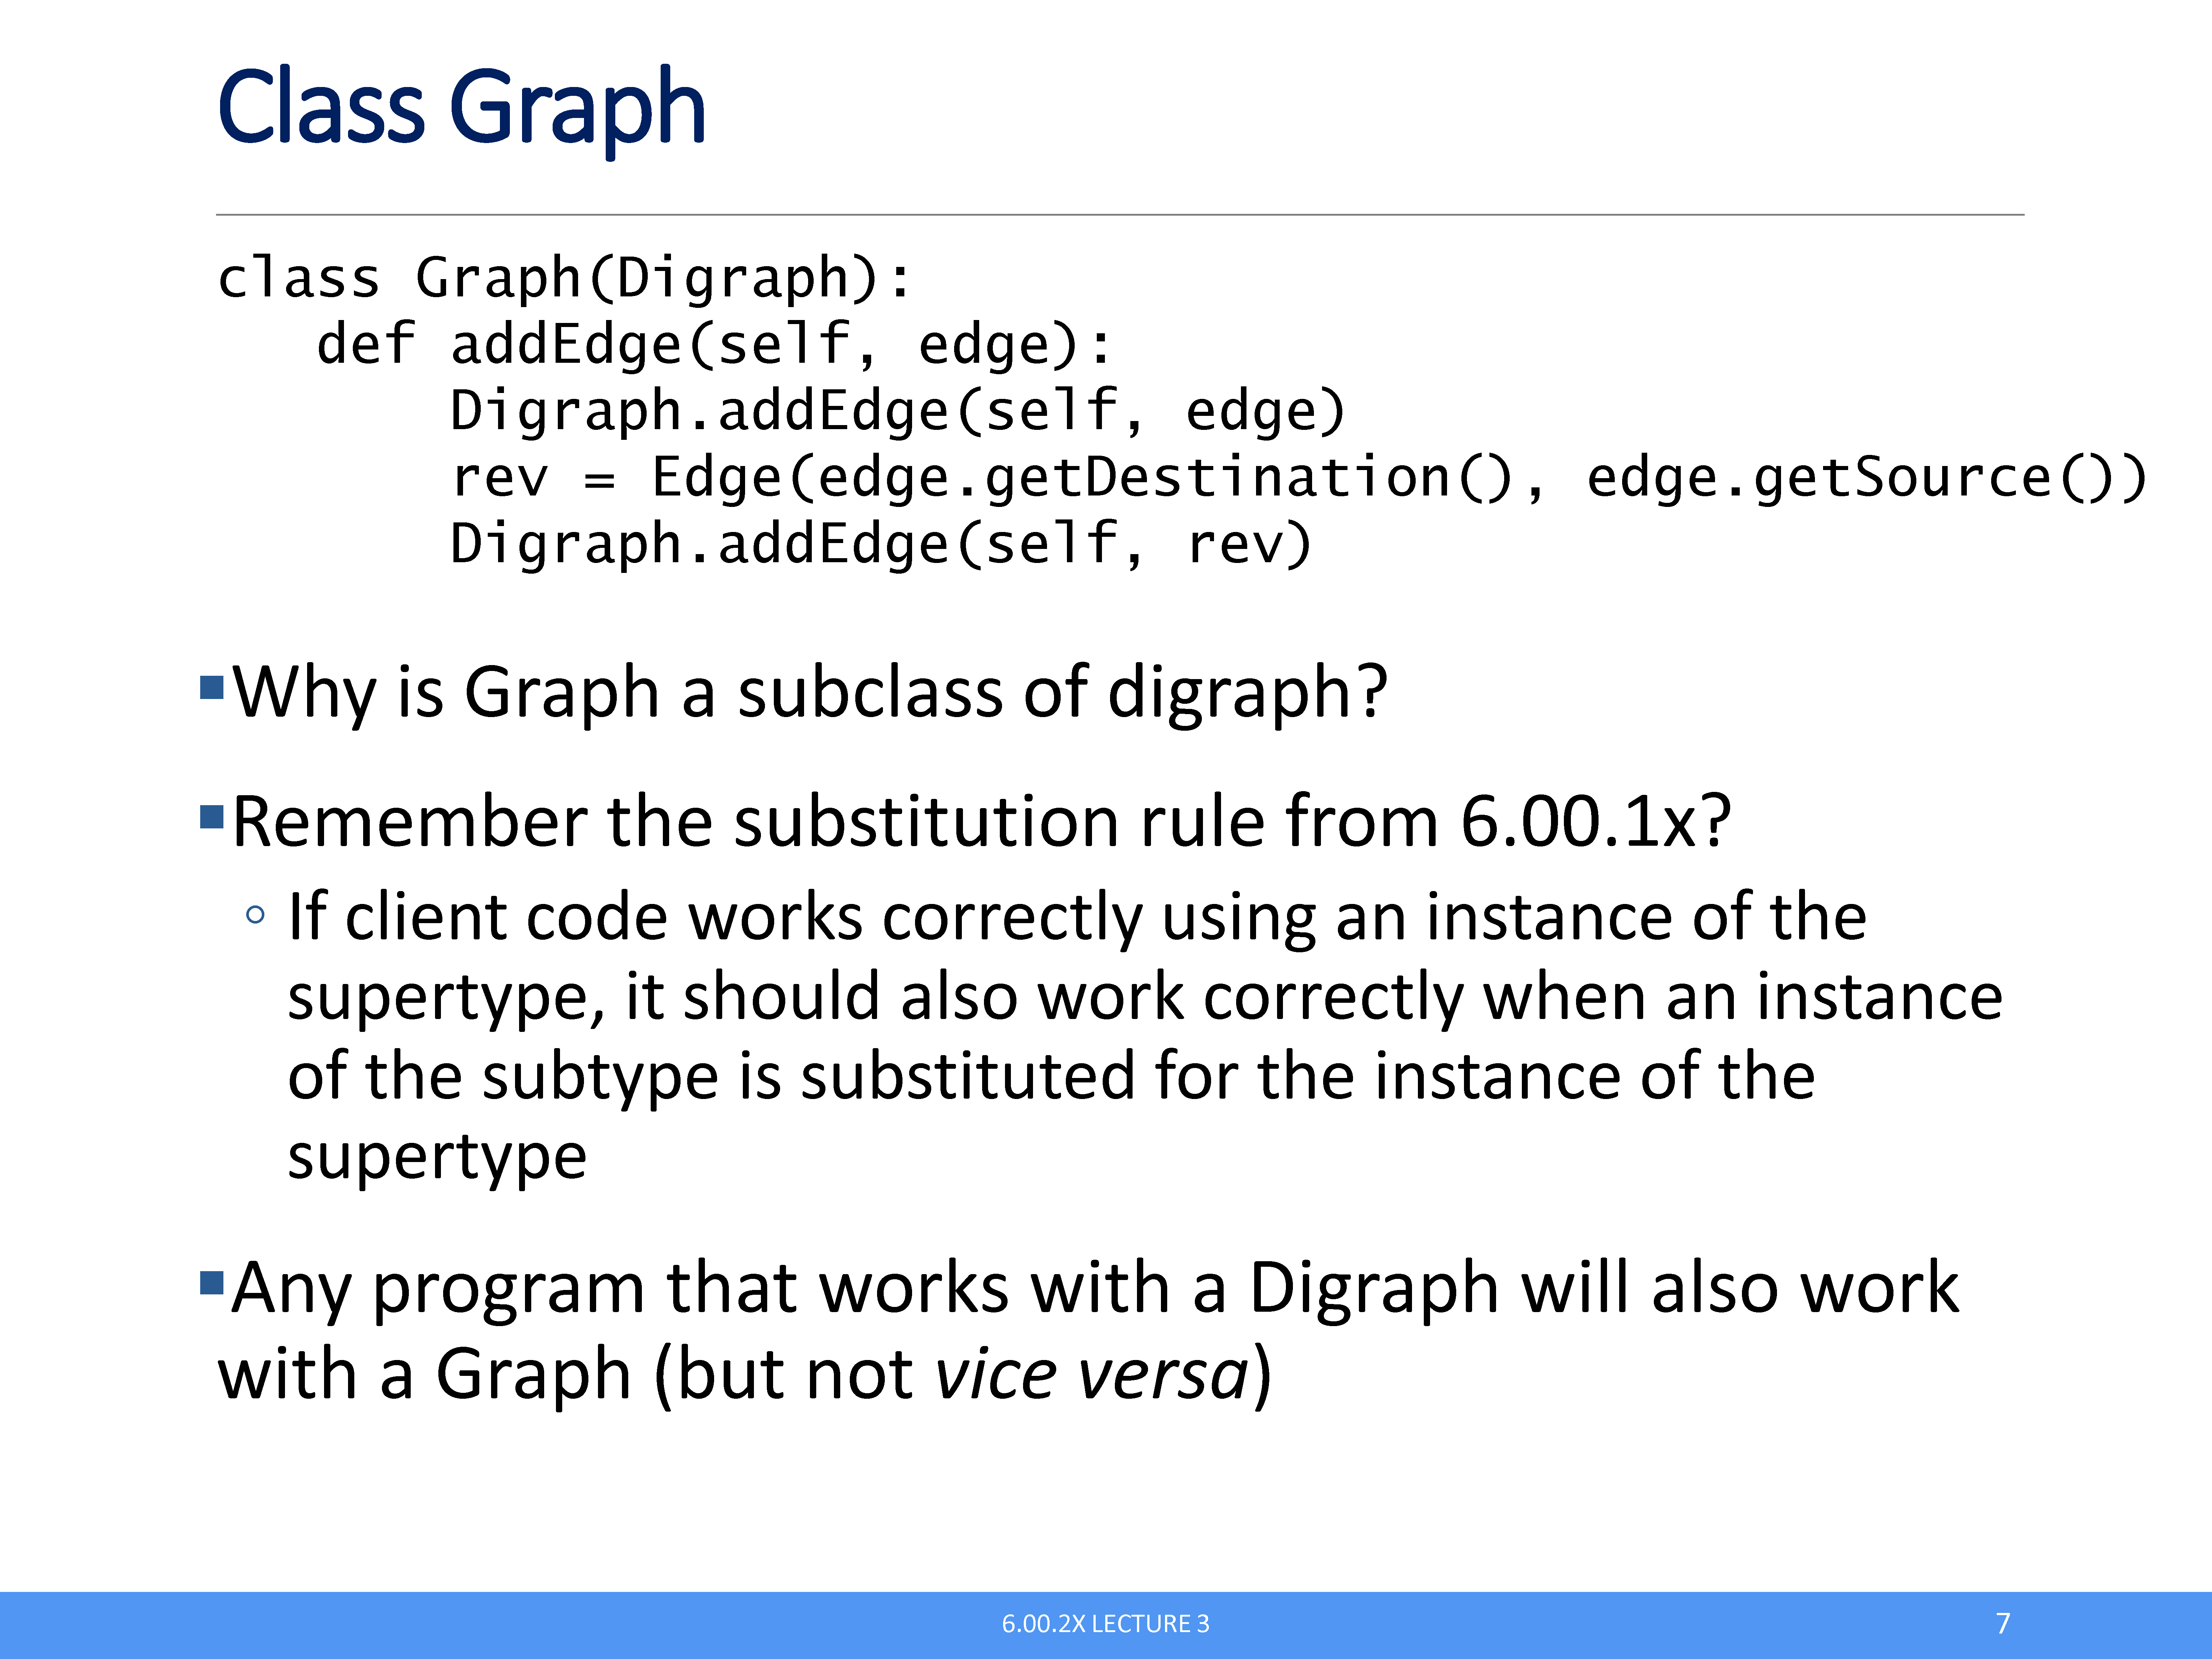 Class Graph
class Graph(Digraph):
    def addEdge(self, edge):
        Digraph.addEdge(self, edge)
        rev = Edge(edge.getDestination(), edge.getSource())
        Digraph.addEdge(self, rev)
▪Why is Graph a subclass of digraph?
▪Remember the substitution rule from 6.00.1x?
◦ If client code works correctly using an instance of the
supertype, it should also work correctly when an instance
of the subtype is substituted for the instance of the
supertype
▪Any program that works with a Digraph will also work
with a Graph (but not vice versa)
6.00.2X LECTURE 3
7